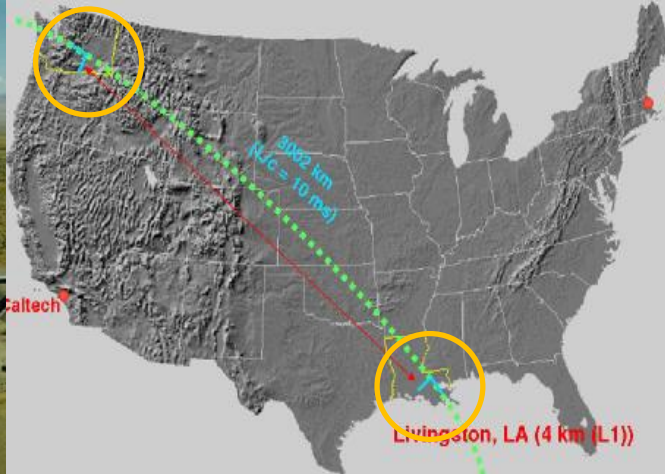 3002 km
(L/c = 10 ms)
Caltech
Livingston, LA (4 km (L1))